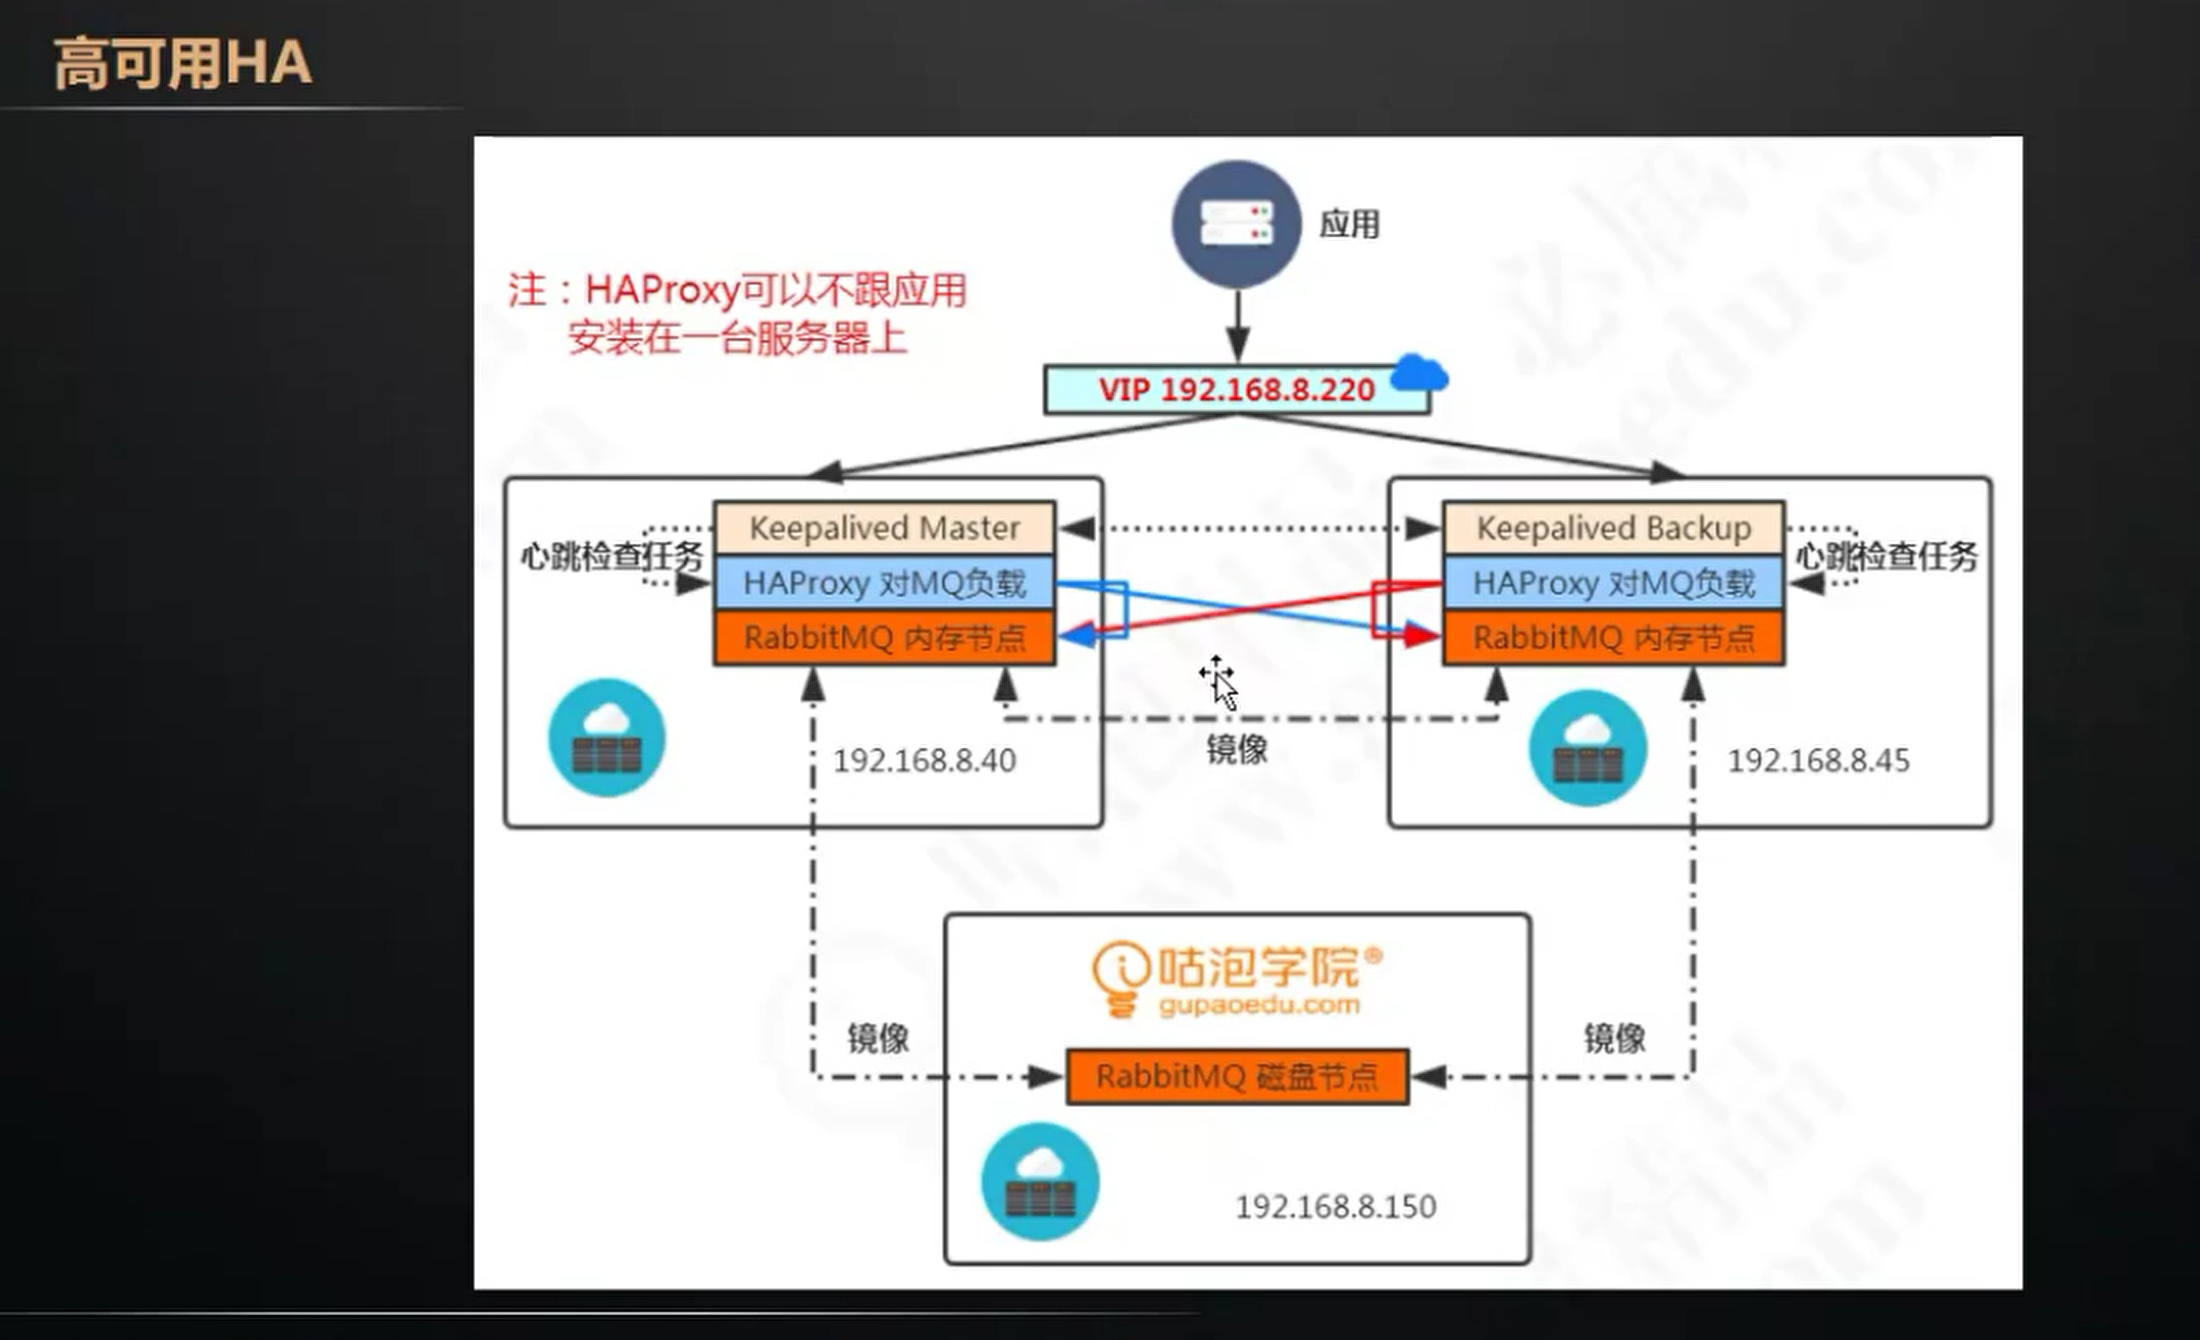 高可用HA
应用
注：HAProxy可以不跟应用
安装在一台服务器上
VIP 192.168.8.220
Keepalived Master
Keepalived Backup
心跳检查任务
心跳检查任务
HAProxy 对MQ负载
HAProxy 对MQ负载
RabbitMQ 内存节点
RabbitMQ 内存节点
镜像
192.168.8.40
192.168.8.45
咕泡学院®
gupaoedu.com
镜像
镜像
RabbitMQ 磁盘节点
192.168.8.150